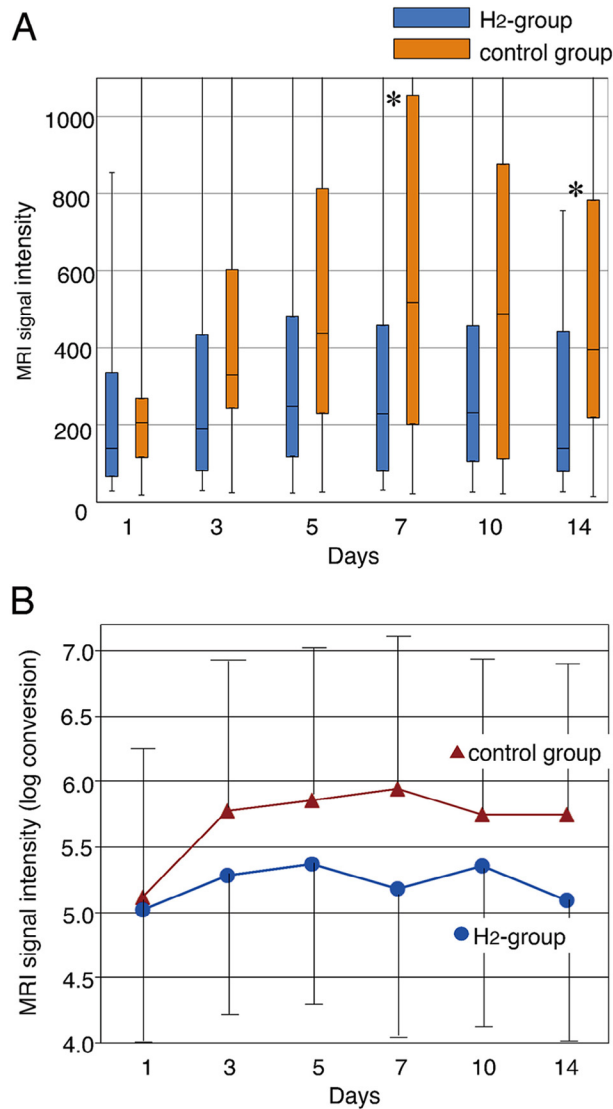 A
H2-group
control group
MRI signal intensity
1000
800
600
400
200
0
*
*
1 3 5 7 10 14
Days
B
MRI signal intensity (log conversion)
7.0
6.5
6.0
5.5
5.0
4.5
4.0
control group
H2-group
1 3 5 7 10 14
Days